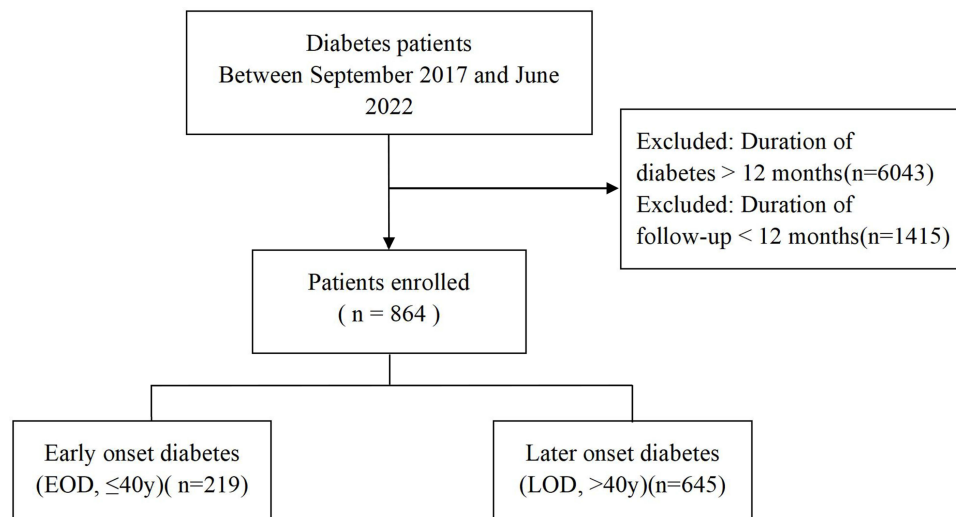 Diabetes patients
Between September 2017 and June
2022
Excluded: Duration of
diabetes > 12 months(n=6043)
Excluded: Duration of
follow-up < 12 months(n=1415)
Patients enrolled
( n = 864 )
Early onset diabetes
(EOD, ≤40y)( n=219)
Later onset diabetes
(LOD, >40y)(n=645)